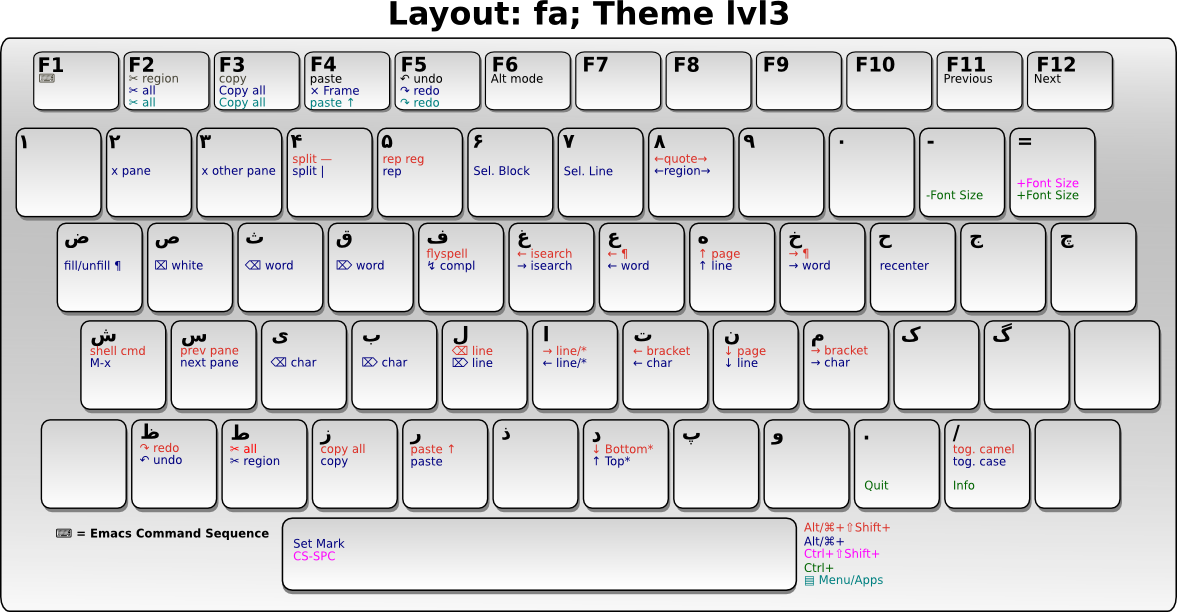 Layout: fa; Theme lvl3
F1
⌨
F2
✂ region
✂ all
✂ all
F3
copy
Copy all
Copy all
F4
paste
× Frame
paste ↑
F5
↶ undo
↷ redo
↷ redo
F6
Alt mode
F7
F8
F9
F10
F11
Previous
F12
Next
۱
۲
x pane
۳
x other pane
۴
split —
split |
۵
rep reg
rep
۶
Sel. Block
۷
Sel. Line
۸
←quote→
←region→
۹
۰
-
-Font Size
=
+Font Size
+Font Size
ض
fill/unfill ¶
ص
⌧ white
ث
⌫ word
ق
⌦ word
ف
flyspell
↯ compl
غ
← isearch
→ isearch
ع
← ¶
← word
ه
↑ page
↑ line
خ
→ ¶
→ word
ح
recenter
ج
چ
ش
shell cmd
M-x
س
prev pane
next pane
ی
⌫ char
ب
⌦ char
ل
⌫ line
⌦ line
ا
→ line/*
← line/*
ت
← bracket
← char
ن
↓ page
↓ line
م
→ bracket
→ char
ک
گ
ظ
↷ redo
↶ undo
ط
✂ all
✂ region
ز
copy all
copy
ر
paste ↑
paste
ذ
د
↓ Bottom*
↑ Top*
پ
و
.
Quit
/
tog. camel
tog. case
Info
⌨ = Emacs Command Sequence
Set Mark
CS-SPC
Alt/⌘+⇧Shift+
Alt/⌘+
Ctrl+⇧Shift+
Ctrl+
▤ Menu/Apps